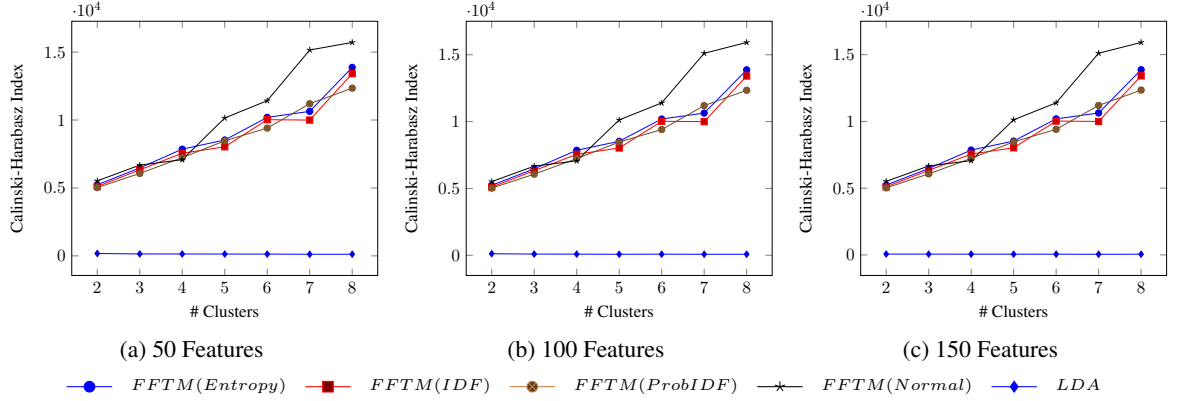 ·10⁴
1.5
1
0.5
0
Calinski-Harabasz Index
2 3 4 5 6 7 8
# Clusters
(a) 50 Features
·10⁴
1.5
1
0.5
0
Calinski-Harabasz Index
2 3 4 5 6 7 8
# Clusters
(b) 100 Features
·10⁴
1.5
1
0.5
0
Calinski-Harabasz Index
2 3 4 5 6 7 8
# Clusters
(c) 150 Features
FFTM(Entropy) FFTM(IDF) FFTM(ProbIDF) FFTM(Normal) LDA